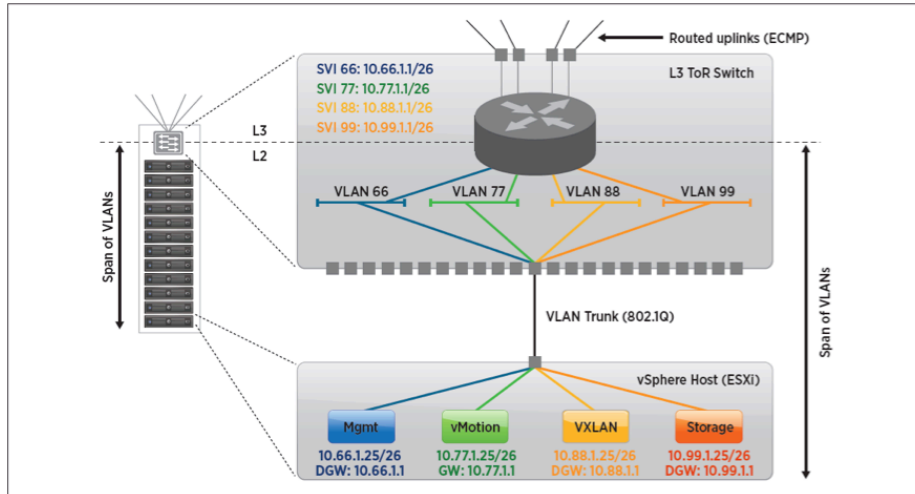 Routed uplinks (ECMP)
L3 ToR Switch
SVI 66: 10.66.1.1/26
SVI 77: 10.77.1.1/26
SVI 88: 10.88.1.1/26
SVI 99: 10.99.1.1/26
L3
L2
Span of VLANs
VLAN 66
VLAN 77
VLAN 88
VLAN 99
Span of VLANs
VLAN Trunk (802.1Q)
vSphere Host (ESXi)
Mgmt
vMotion
VXLAN
Storage
10.66.1.25/26
DGW: 10.66.1.1
10.77.1.25/26
GW: 10.77.1.1
10.88.1.25/26
DGW: 10.88.1.1
10.99.1.25/26
DGW: 10.99.1.1